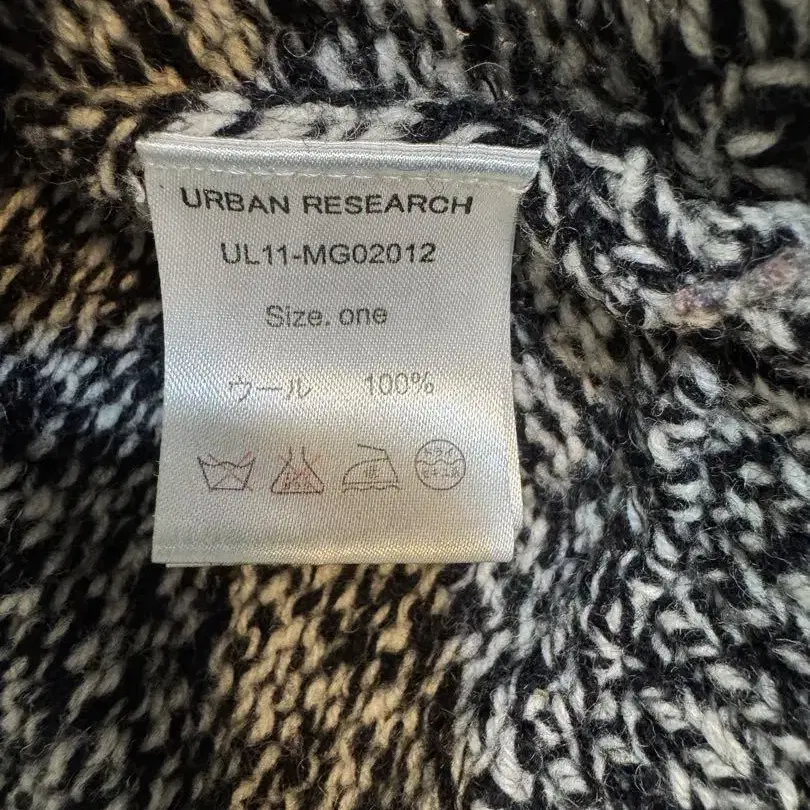 URBAN RESEARCH
UL11-MG02012
Size. one
ウール 100%